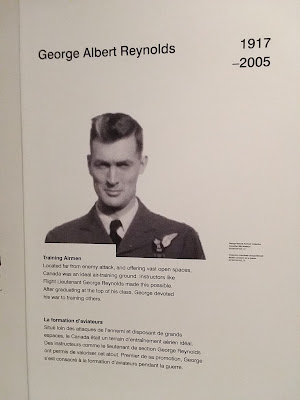 George Albert Reynolds
1917
–2005
Training Airmen
Located far from enemy attack, and offering vast open spaces,
Canada was an ideal air-training ground. Instructors like
Flight Lieutenant George Reynolds made this possible.
After graduating at the top of his class, George devoted
his war to training others.
La formation d'aviateurs
Situé loin des attaques de l'ennemi et disposant de grands
espaces, le Canada était un terrain d'entraînement aérien idéal.
Des instructeurs comme le lieutenant de section George Reynolds
ont permis de valoriser cet atout. Premier de sa promotion, George
s'est consacré à la formation d'aviateurs pendant la guerre.